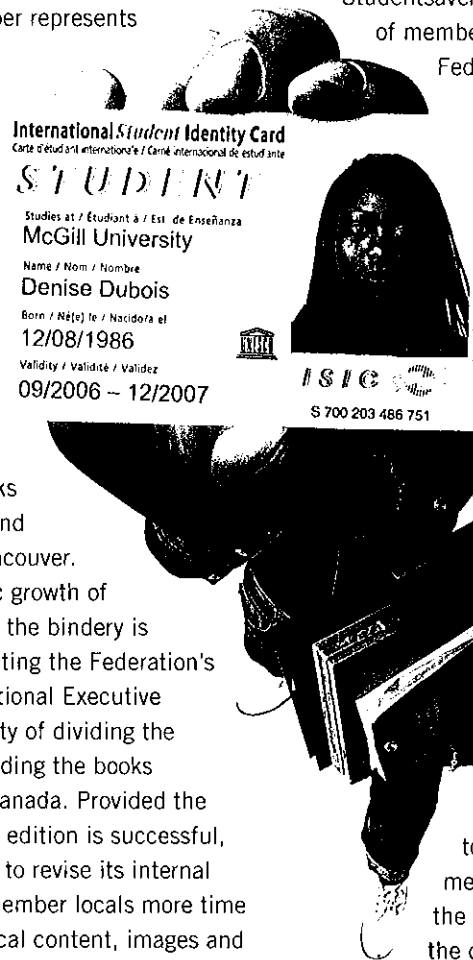 per represents
Studentsaver
of membe
Fed
International Student Identity Card
Carte d'étudiant internationale / Carné internacional de estudiante
STUDENT
Studies at / Étudiant à / Est. de Enseñanza
McGill University
Name / Nom / Nombre
Denise Dubois
Born / Né(e) le / Nacido/a el
12/08/1986
Validity / Validité / Validez
09/2006 – 12/2007
UNESCO
ISIC
S 700 203 486 751
ks
nd
couver.
c growth of
the bindery is
ting the Federation's
tional Executive
ty of dividing the
ding the books
anada. Provided the
edition is successful,
to revise its internal
ember locals more time
cal content, images and
to
me
the
the c